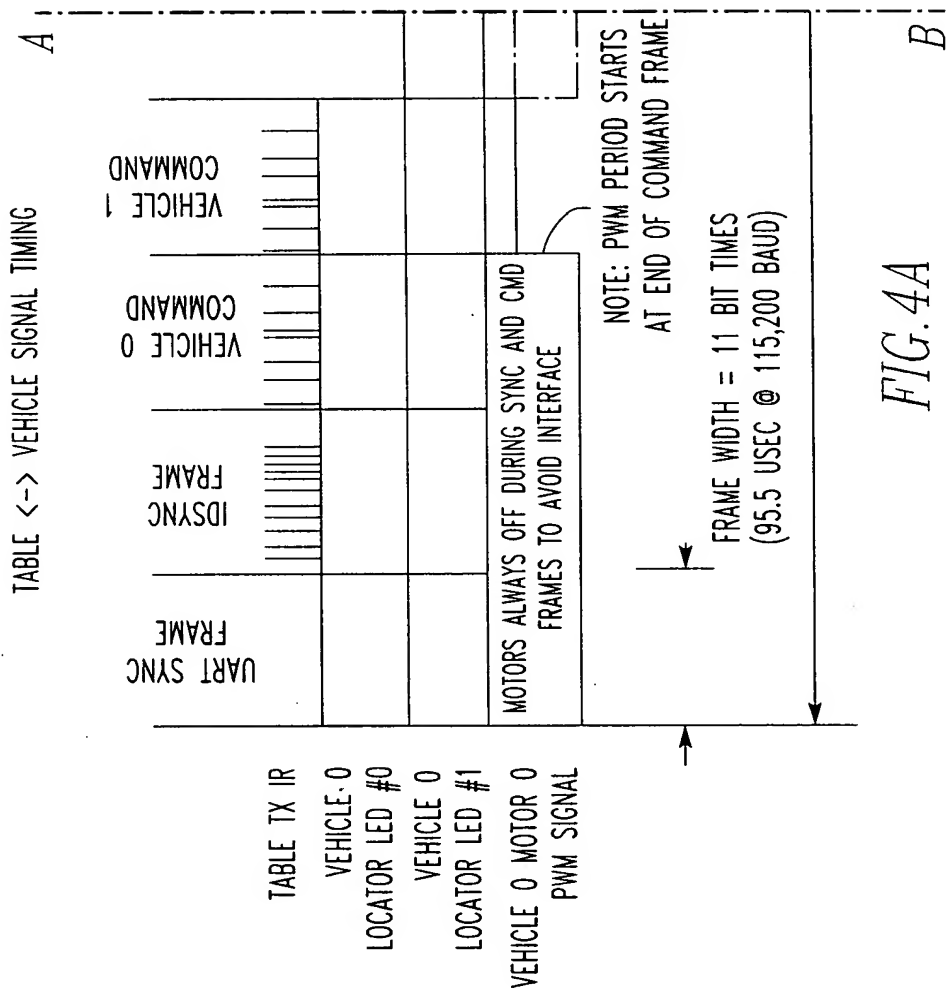 TABLE <-> VEHICLE SIGNAL TIMING
A
UART SYNC
FRAME
IDSYNC
FRAME
VEHICLE 0
COMMAND
VEHICLE 1
COMMAND
TABLE TX IR
VEHICLE 0
LOCATOR LED #0
VEHICLE 0
LOCATOR LED #1
VEHICLE 0 MOTOR 0
PWM SIGNAL
MOTORS ALWAYS OFF DURING SYNC AND CMD
FRAMES TO AVOID INTERFACE
NOTE: PWM PERIOD STARTS
AT END OF COMMAND FRAME
FRAME WIDTH = 11 BIT TIMES
(95.5 USEC @ 115,200 BAUD)
B
FIG. 4A